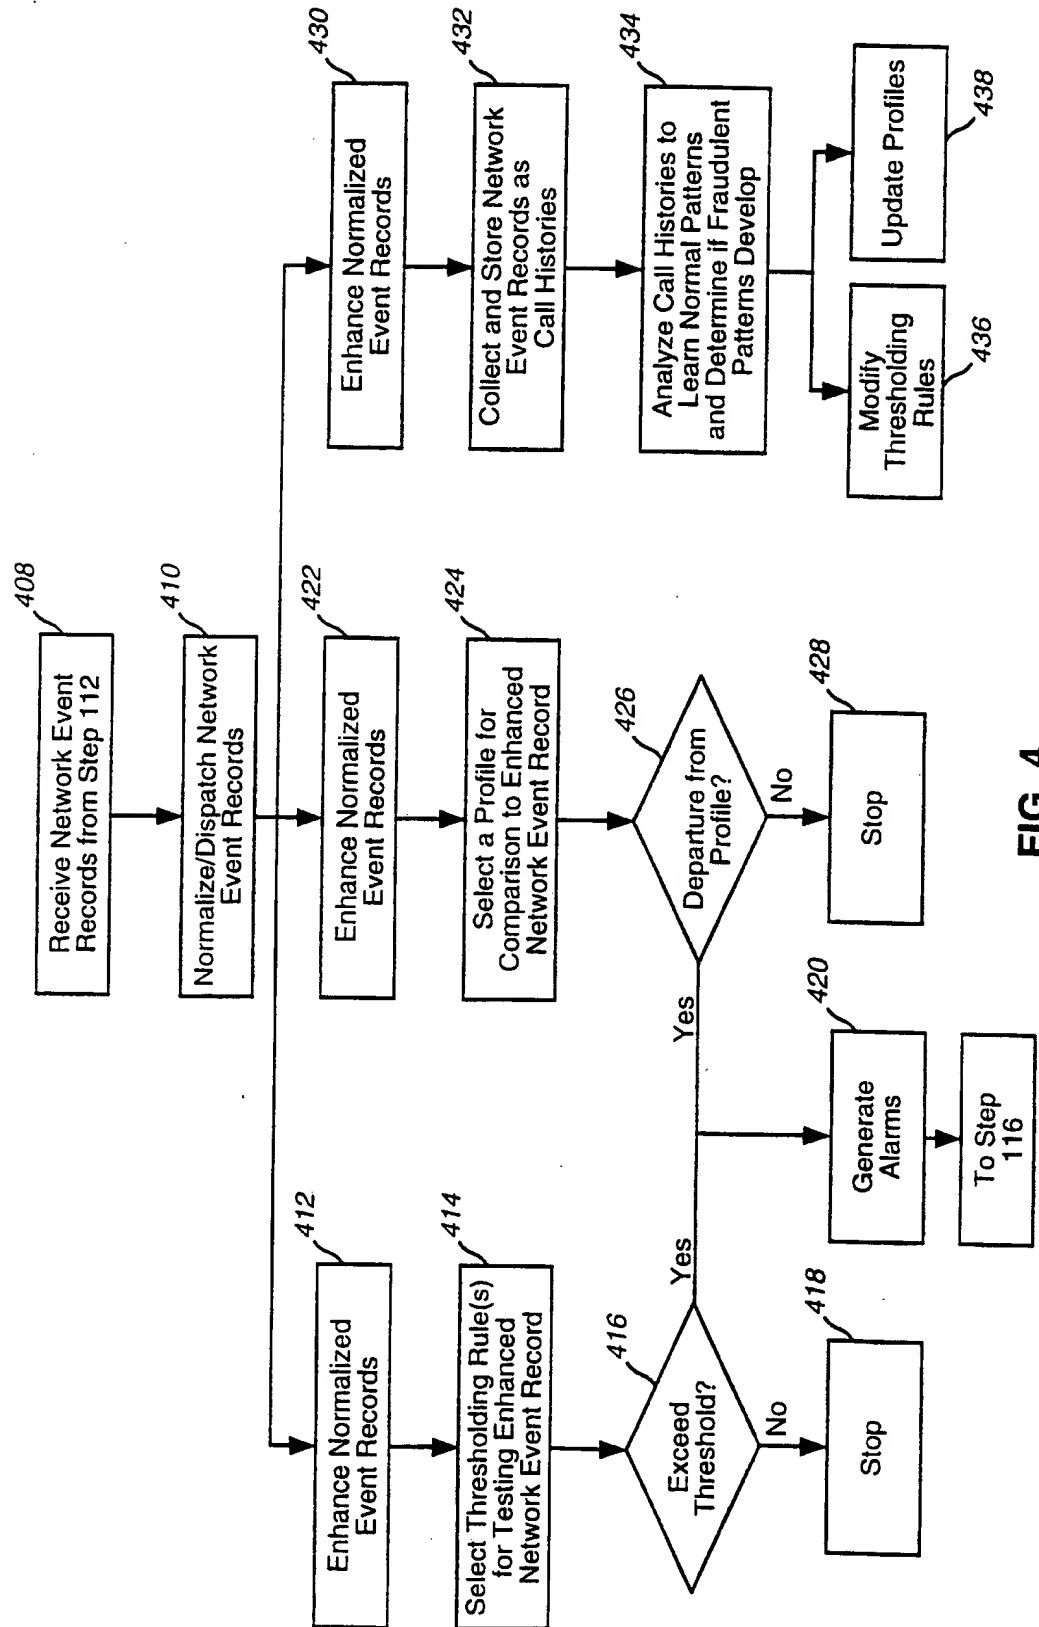 408
Receive Network Event
Records from Step 112
410
Normalize/Dispatch Network
Event Records
412
Enhance Normalized
Event Records
414
Select Thresholding Rule(s)
for Testing Enhanced
Network Event Record
416
Exceed
Threshold?
Yes
No
418
Stop
422
Enhance Normalized
Event Records
424
Select a Profile for
Comparison to Enhanced
Network Event Record
426
Departure from
Profile?
Yes
No
428
Stop
420
Generate
Alarms
To Step
116
430
Enhance Normalized
Event Records
432
Collect and Store Network
Event Records as
Call Histories
434
Analyze Call Histories to
Learn Normal Patterns
and Determine if Fraudulent
Patterns Develop
Modify
Thresholding
Rules
436
Update Profiles
438
FIG. 4